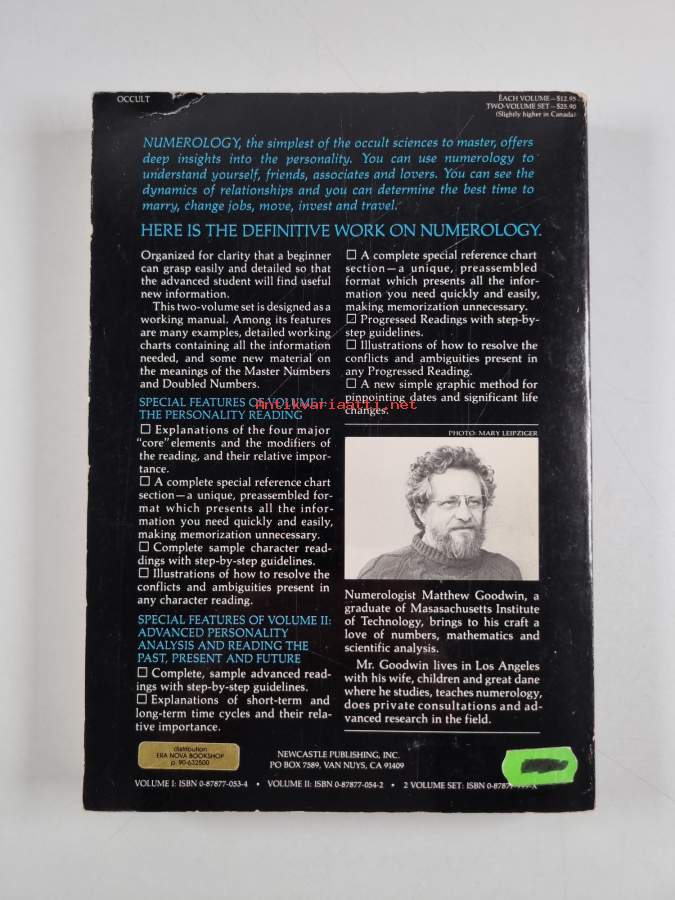 OCCULT
EACH VOLUME—$12.95
TWO-VOLUME SET—$25.90
(Slightly higher in Canada)
NUMEROLOGY, the simplest of the occult sciences to master, offers
deep insights into the personality. You can use numerology to
understand yourself, friends, associates and lovers. You can see the
dynamics of relationships and you can determine the best time to
marry, change jobs, move, invest and travel.
HERE IS THE DEFINITIVE WORK ON NUMEROLOGY.
Organized for clarity that a beginner
can grasp easily and detailed so that
the advanced student will find useful
new information.
This two-volume set is designed as a
working manual. Among its features
are many examples, detailed working
charts containing all the information
needed, and some new material on
the meanings of the Master Numbers
and Doubled Numbers.
SPECIAL FEATURES OF VOLUME I:
THE PERSONALITY READING
☐ Explanations of the four major
"core" elements and the modifiers of
the reading, and their relative impor-
tance.
☐ A complete special reference chart
section—a unique, preassembled for-
mat which presents all the infor-
mation you need quickly and easily,
making memorization unnecessary.
☐ Complete sample character read-
dings with step-by-step guidelines.
☐ Illustrations of how to resolve the
conflicts and ambiguities present in
any character reading.
SPECIAL FEATURES OF VOLUME II:
ADVANCED PERSONALITY
ANALYSIS AND READING THE
PAST, PRESENT AND FUTURE
☐ Complete, sample advanced read-
ings with step-by-step guidelines.
☐ Explanations of short-term and
long-term time cycles and their rela-
tive importance.
☐ A complete special reference chart
section—a unique, preassembled
format which presents all the infor-
mation you need quickly and easily,
making memorization unnecessary.
☐ Progressed Readings with step-by-
step guidelines.
☐ Illustrations of how to resolve the
conflicts and ambiguities present in
any Progressed Reading.
☐ A new simple graphic method for
pinpointing dates and significant life
changes.
antikvariaatti.net
PHOTO: MARY LEIPZIGER
Numerologist Matthew Goodwin, a
graduate of Masasachusetts Institute
of Technology, brings to his craft a
love of numbers, mathematics and
scientific analysis.
Mr. Goodwin lives in Los Angeles
with his wife, children and great dane
where he studies, teaches numerology,
does private consultations and ad-
vanced research in the field.
distribution
ERA NOVA BOOKSHOP
p. 90-632500
NEWCASTLE PUBLISHING, INC.
PO BOX 7589, VAN NUYS, CA 91409
VOLUME I: ISBN 0-87877-053-4 • VOLUME II: ISBN 0-87877-054-2 • 2 VOLUME SET: ISBN